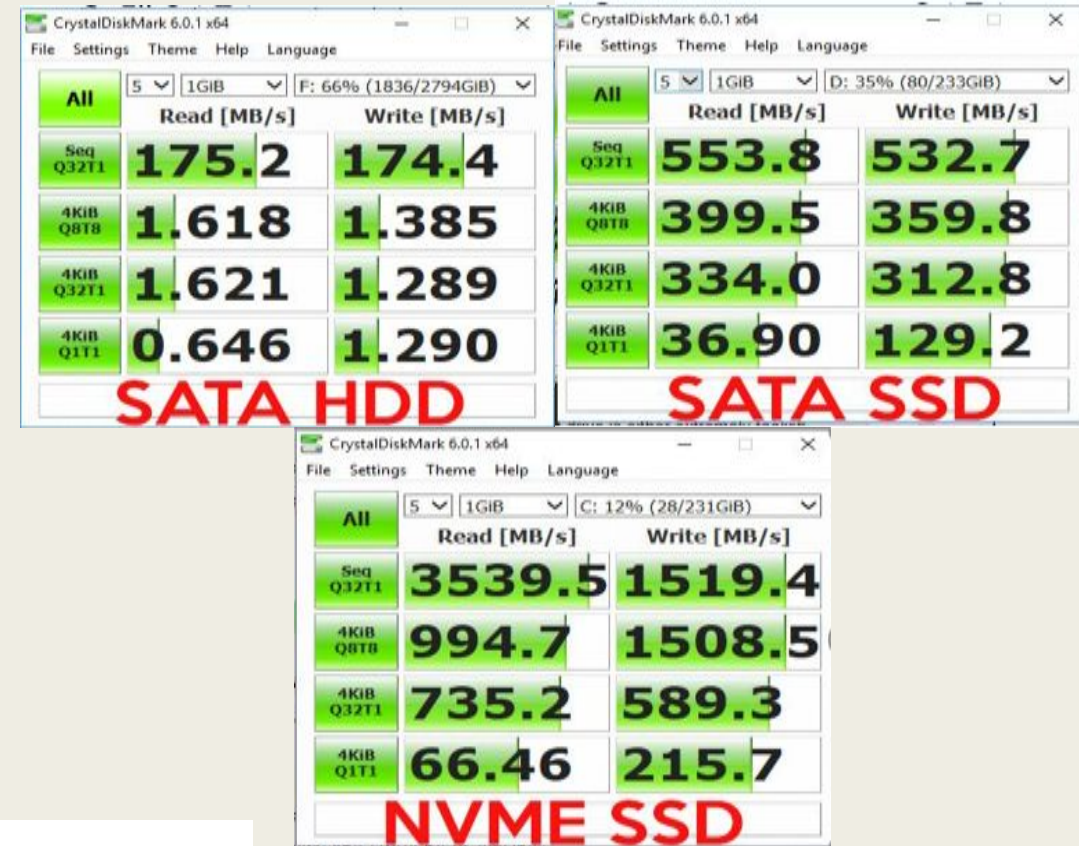 CrystalDiskMark 6.0.1 x64
File Settings Theme Help Language
All 5 1GiB F: 66% (1836/2794GiB)
Read [MB/s] Write [MB/s]
Seq Q32T1 175.2 174.4
4KiB Q8T8 1.618 1.385
4KiB Q32T1 1.621 1.289
4KiB Q1T1 0.646 1.290
SATA HDD
CrystalDiskMark 6.0.1 x64
File Settings Theme Help Language
All 5 1GiB D: 35% (80/233GiB)
Read [MB/s] Write [MB/s]
Seq Q32T1 553.8 532.7
4KiB Q8T8 399.5 359.8
4KiB Q32T1 334.0 312.8
4KiB Q1T1 36.90 129.2
SATA SSD
CrystalDiskMark 6.0.1 x64
File Settings Theme Help Language
All 5 1GiB C: 12% (28/231GiB)
Read [MB/s] Write [MB/s]
Seq Q32T1 3539.5 1519.4
4KiB Q8T8 994.7 1508.5
4KiB Q32T1 735.2 589.3
4KiB Q1T1 66.46 215.7
NVME SSD